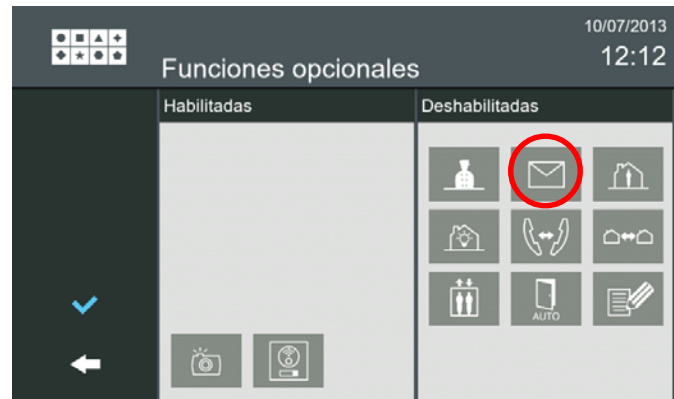 10/07/2013
12:12
Funciones opcionales
Habilitadas
Deshabilitadas
AUTO